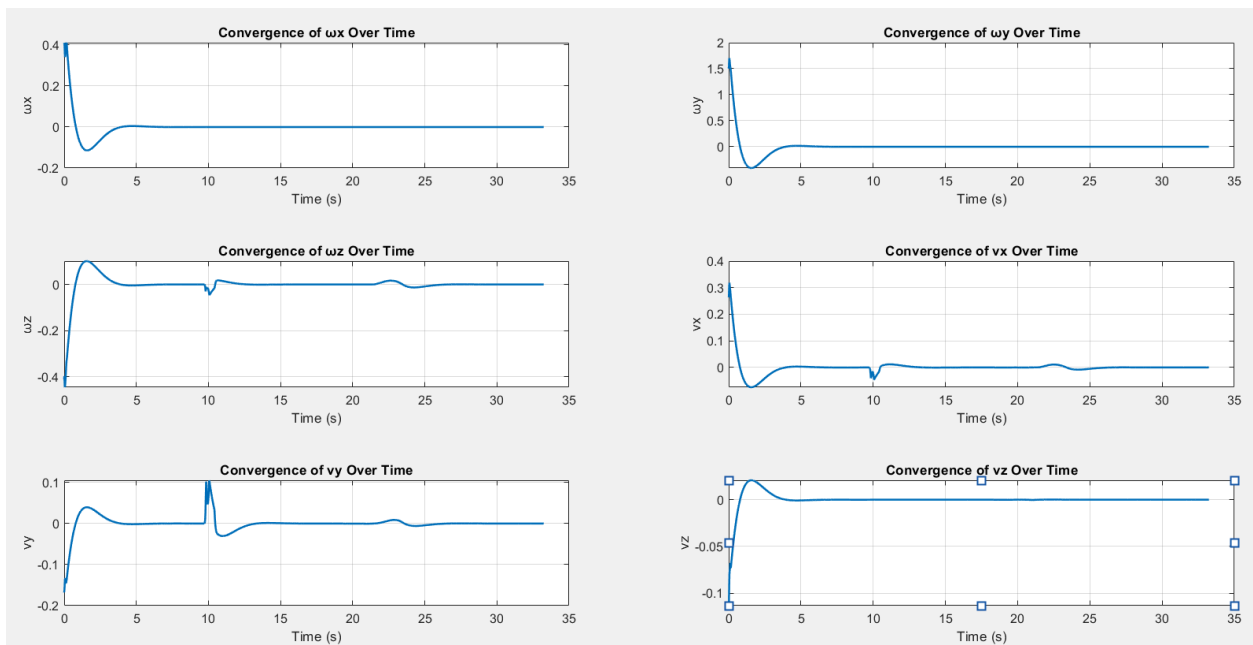 Convergence of ωx Over Time
0.4
0.2
0
-0.2
ωx
0 5 10 15 20 25 30 35
Time (s)
Convergence of ωy Over Time
2
1.5
1
0.5
0
ωy
0 5 10 15 20 25 30 35
Time (s)
Convergence of ωz Over Time
0
-0.2
-0.4
ωz
0 5 10 15 20 25 30 35
Time (s)
Convergence of vx Over Time
0.4
0.3
0.2
0.1
0
vx
0 5 10 15 20 25 30 35
Time (s)
Convergence of vy Over Time
0.1
0
-0.1
-0.2
vy
0 5 10 15 20 25 30 35
Time (s)
Convergence of vz Over Time
0
-0.05
-0.1
vz
0 5 10 15 20 25 30 35
Time (s)